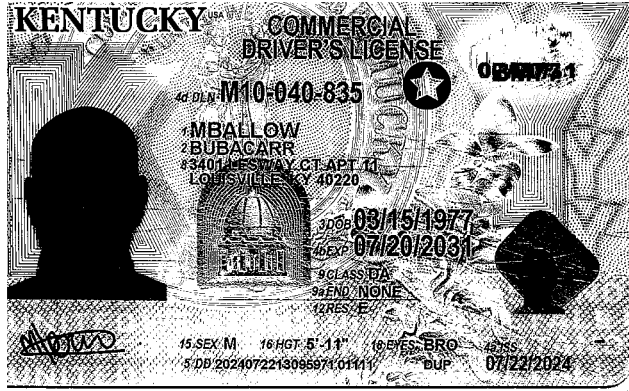 KENTUCKY USA
COMMERCIAL
DRIVER'S LICENSE
4d DLN M10-040-835
1 MBALLOW
2 BUBACARR
8 3401 LESWAY CT APT 11
LOUISVILLE KY 40220
3 DOB 03/15/1977
4b EXP 07/20/2031
9 CLASS DA
9a END NONE
12 RES E
15 SEX M 16 HGT 5'-11" 18 EYES BRO 4a ISS
5 DD 2024072213095971 01111 DUP 07/22/2024